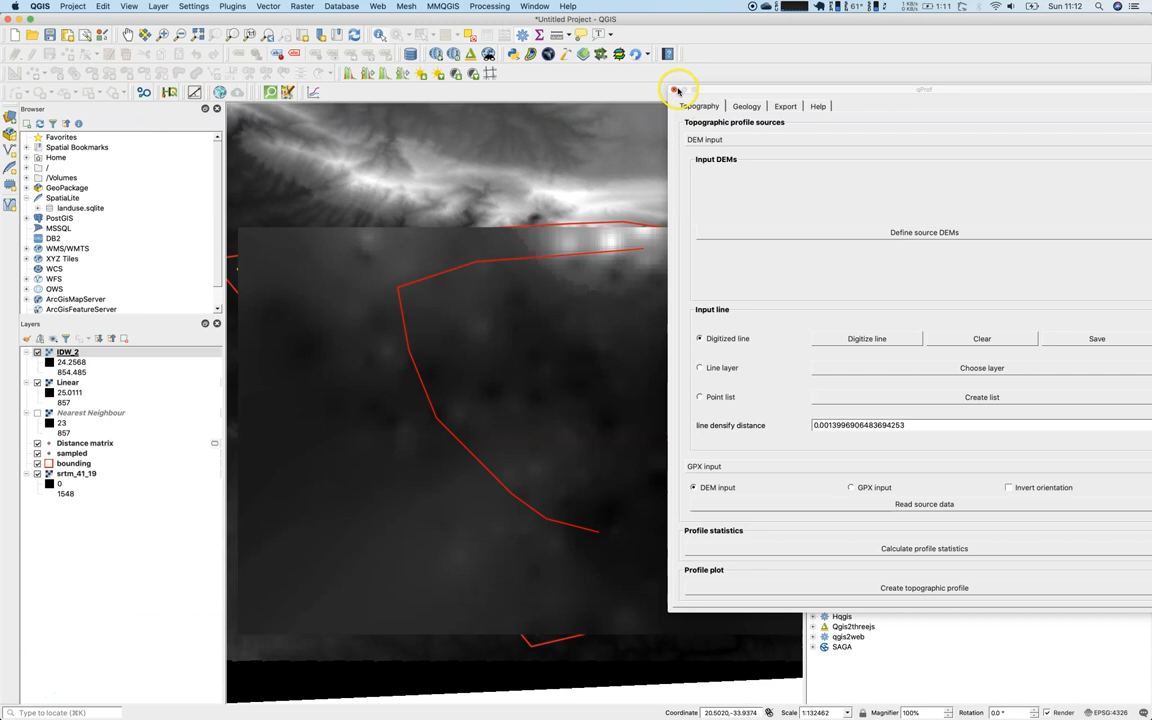 QGIS Project Edit View Layer Settings Plugins Vector Raster Database Web Mesh MMQGIS Processing Window Help
1 KB/s 1:11 61° Sun 11:12
*Untitled Project - QGIS
Browser
Favorites
Spatial Bookmarks
Home
/
/Volumes
GeoPackage
SpatiaLite
landuse.sqlite
PostGIS
MSSQL
DB2
WMS/WMTS
XYZ Tiles
WCS
WFS
OWS
ArcGisMapServer
ArcGisFeatureServer
Layers
IDW_2
24.2568
854.485
Linear
25.0111
857
Nearest Neighbour
23
857
Distance matrix
sampled
bounding
srtm_41_19
0
1548
qProf
Topography Geology Export Help
Topographic profile sources
DEM input
Input DEMs
Define source DEMs
Input line
Digitized line Digitize line Clear Save
Line layer Choose layer
Point list Create list
line densify distance 0.0013996906483694253
GPX input
DEM input GPX input Invert orientation
Read source data
Profile statistics
Calculate profile statistics
Profile plot
Create topographic profile
Hqgis
Qgis2threejs
qgis2web
SAGA
Type to locate (⌘K) Coordinate 20.5020,-33.9374 Scale 1:132462 Magnifier 100% Rotation 0.0 ° Render EPSG:4326